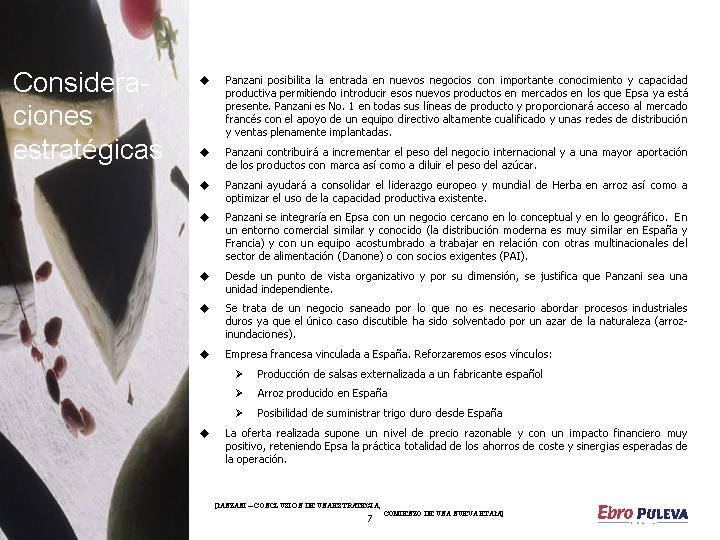 Considera-
ciones
estratégicas
◆ Panzani posibilita la entrada en nuevos negocios con importante conocimiento y capacidad
productiva permitiendo introducir esos nuevos productos en mercados en los que Epsa ya está
presente. Panzani es No. 1 en todas sus líneas de producto y proporcionará acceso al mercado
francés con el apoyo de un equipo directivo altamente cualificado y unas redes de distribución
y ventas plenamente implantadas.
◆ Panzani contribuirá a incrementar el peso del negocio internacional y a una mayor aportación
de los productos con marca así como a diluir el peso del azúcar.
◆ Panzani ayudará a consolidar el liderazgo europeo y mundial de Herba en arroz así como a
optimizar el uso de la capacidad productiva existente.
◆ Panzani se integraría en Epsa con un negocio cercano en lo conceptual y en lo geográfico. En
un entorno comercial similar y conocido (la distribución moderna es muy similar en España y
Francia) y con un equipo acostumbrado a trabajar en relación con otras multinacionales del
sector de alimentación (Danone) o con socios exigentes (PAI).
◆ Desde un punto de vista organizativo y por su dimensión, se justifica que Panzani sea una
unidad independiente.
◆ Se trata de un negocio saneado por lo que no es necesario abordar procesos industriales
duros ya que el único caso discutible ha sido solventado por un azar de la naturaleza (arroz-
inundaciones).
◆ Empresa francesa vinculada a España. Reforzaremos esos vínculos:
➢ Producción de salsas externalizada a un fabricante español
➢ Arroz producido en España
➢ Posibilidad de suministrar trigo duro desde España
◆ La oferta realizada supone un nivel de precio razonable y con un impacto financiero muy
positivo, reteniendo Epsa la práctica totalidad de los ahorros de coste y sinergias esperadas de
la operación.
[PANZANI – CONCLUSION DE UNA ESTRATEGIA,
COMIENZO DE UNA NUEVA ETAPA]
7
Ebro PULEVA